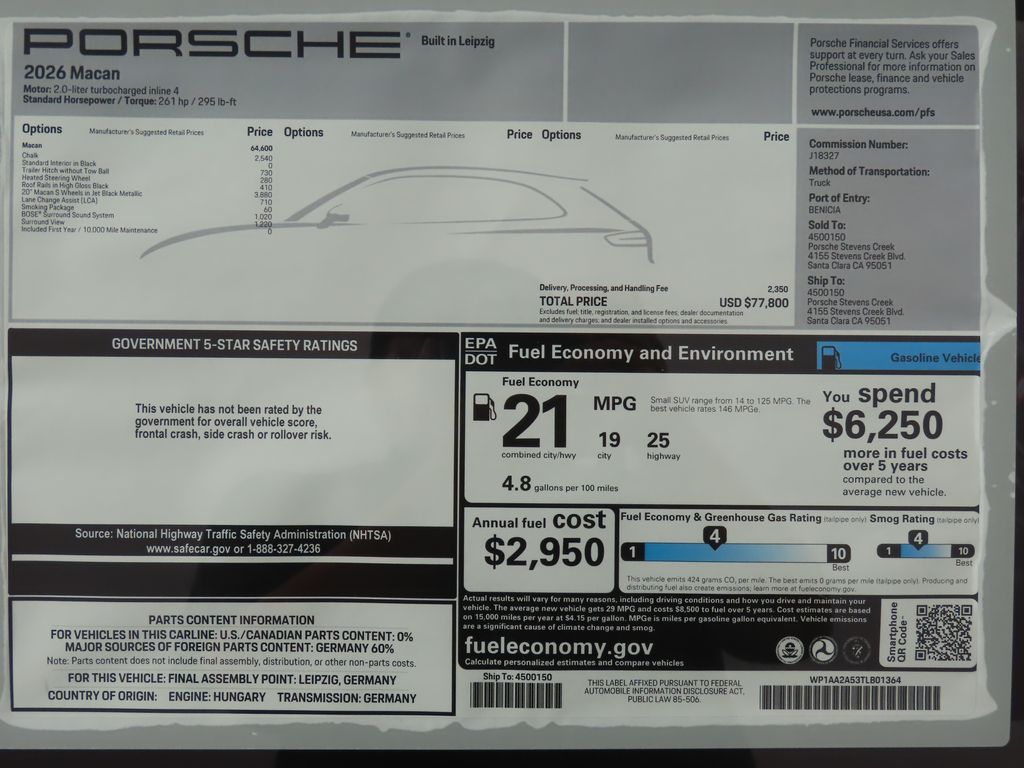 PORSCHE® Built in Leipzig
2026 Macan
Motor: 2.0-liter turbocharged inline 4
Standard Horsepower / Torque: 261 hp / 295 lb-ft
Porsche Financial Services offers
support at every turn. Ask your Sales
Professional for more information on
Porsche lease, finance and vehicle
protections programs.
www.porscheusa.com/pfs
Options Manufacturer's Suggested Retail Prices Price Options Manufacturer's Suggested Retail Prices Price Options Manufacturer's Suggested Retail Prices Price
Macan 64,600
Chalk 2,540
Standard Interior in Black 0
Trailer Hitch without Tow Ball 730
Heated Steering Wheel 280
Roof Rails in High Gloss Black 410
20" Macan S Wheels in Jet Black Metallic 3,880
Lane Change Assist (LCA) 710
Smoking Package 60
BOSE® Surround Sound System 1,020
Surround View 1,220
Included First Year / 10,000 Mile Maintenance 0
Delivery, Processing, and Handling Fee 2,350
TOTAL PRICE USD $77,800
Excludes fuel, title, registration, and license fees, dealer documentation
and delivery charges, and dealer installed options and accessories.
Commission Number:
J18327
Method of Transportation:
Truck
Port of Entry:
BENICIA
Sold To:
4500150
Porsche Stevens Creek
4155 Stevens Creek Blvd.
Santa Clara CA 95051
Ship To:
4500150
Porsche Stevens Creek
4155 Stevens Creek Blvd.
Santa Clara CA 95051
GOVERNMENT 5-STAR SAFETY RATINGS
This vehicle has not been rated by the
government for overall vehicle score,
frontal crash, side crash or rollover risk.
Source: National Highway Traffic Safety Administration (NHTSA)
www.safecar.gov or 1-888-327-4236
PARTS CONTENT INFORMATION
FOR VEHICLES IN THIS CARLINE: U.S./CANADIAN PARTS CONTENT: 0%
MAJOR SOURCES OF FOREIGN PARTS CONTENT: GERMANY 60%
Note: Parts content does not include final assembly, distribution, or other non-parts costs.
FOR THIS VEHICLE: FINAL ASSEMBLY POINT: LEIPZIG, GERMANY
COUNTRY OF ORIGIN: ENGINE: HUNGARY TRANSMISSION: GERMANY
EPA
DOT
Fuel Economy and Environment
Gasoline Vehicle
Fuel Economy
21 MPG
Small SUV range from 14 to 125 MPG. The
best vehicle rates 146 MPGe.
19 25
combined city/hwy city highway
4.8 gallons per 100 miles
You spend
$6,250
more in fuel costs
over 5 years
compared to the
average new vehicle.
Annual fuel cost
$2,950
Fuel Economy & Greenhouse Gas Rating (tailpipe only) Smog Rating (tailpipe only)
4 4
1 10 1 10
Best Best
This vehicle emits 424 grams CO₂ per mile. The best emits 0 grams per mile (tailpipe only). Producing and
distributing fuel also create emissions; learn more at fueleconomy.gov.
Actual results will vary for many reasons, including driving conditions and how you drive and maintain your
vehicle. The average new vehicle gets 29 MPG and costs $8,500 to fuel over 5 years. Cost estimates are based
on 15,000 miles per year at $4.15 per gallon. MPGe is miles per gasoline gallon equivalent. Vehicle emissions
are a significant cause of climate change and smog.
fueleconomy.gov
Calculate personalized estimates and compare vehicles
Smartphone
QR Code™
Ship To: 4500150
THIS LABEL AFFIXED PURSUANT TO FEDERAL
AUTOMOBILE INFORMATION DISCLOSURE ACT,
PUBLIC LAW 85-506.
WP1AA2A53TLB01364